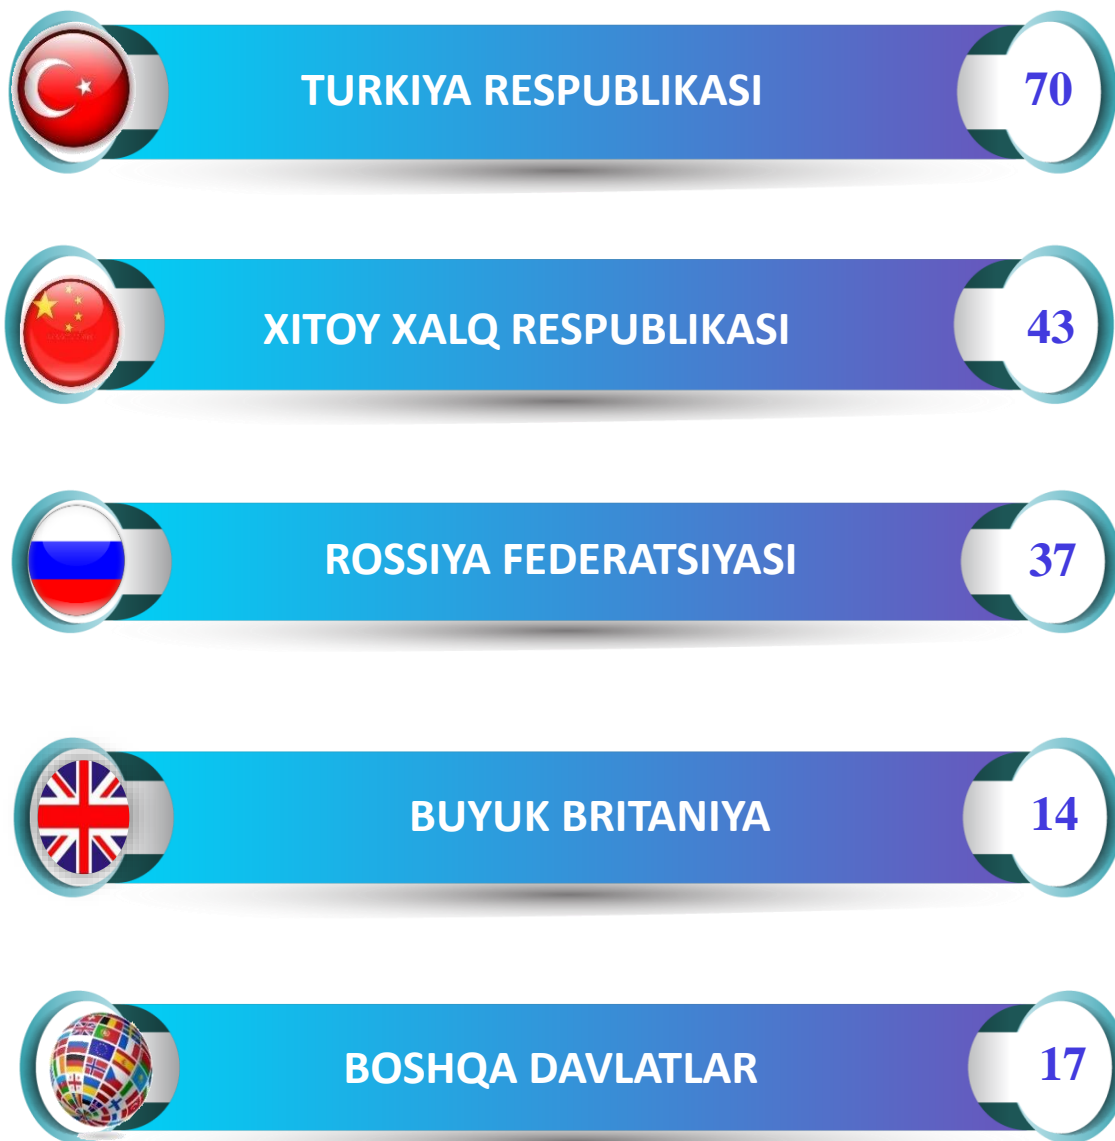 TURKIYA RESPUBLIKASI 70
XITOY XALQ RESPUBLIKASI 43
ROSSIYA FEDERATSIYASI 37
BUYUK BRITANIYA 14
BOSHQA DAVLATLAR 17